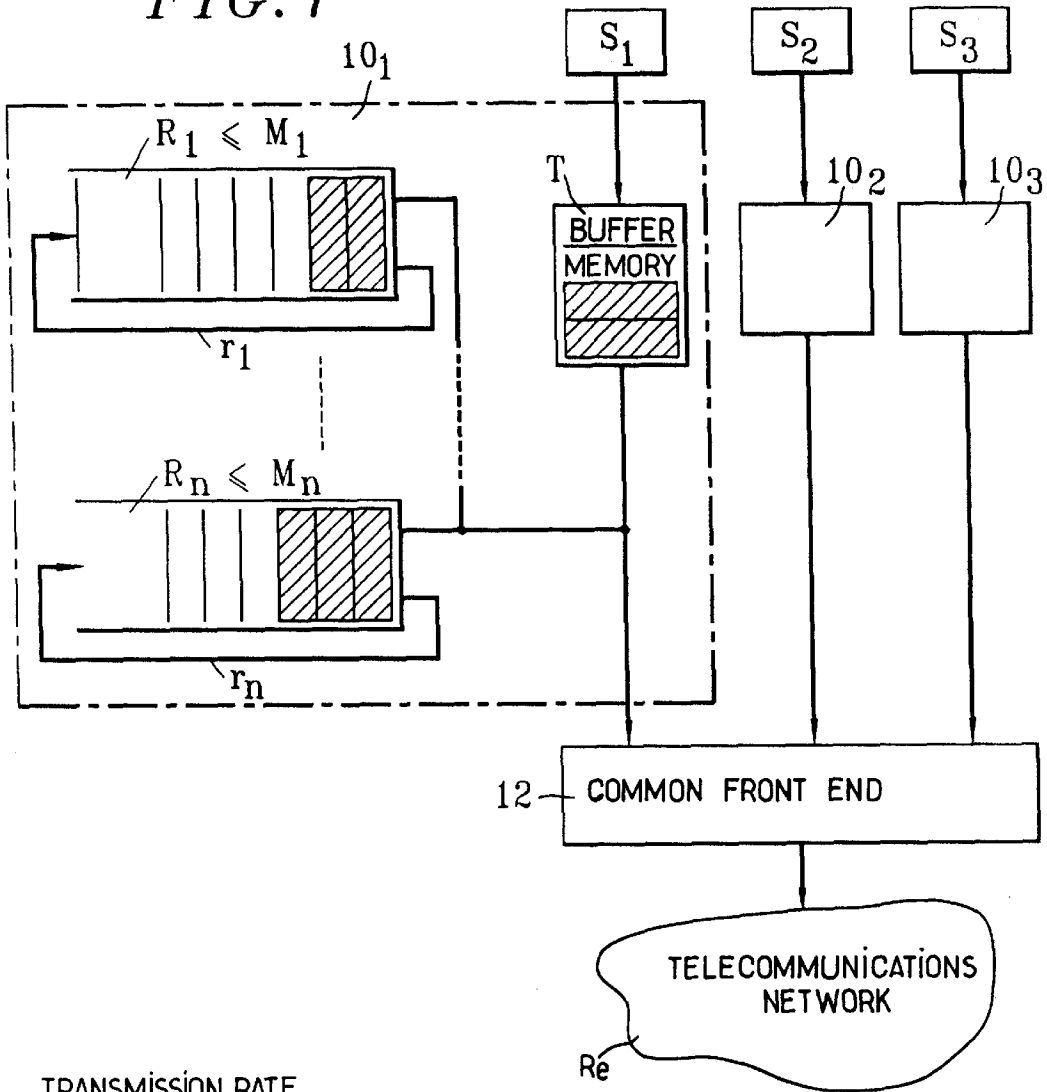 FIG. 1
S1
S2
S3
101
R1 ⩽ M1
T
BUFFER
MEMORY
102
103
r1
Rn ⩽ Mn
rn
12
COMMON FRONT END
TELECOMMUNiCATiONS
NETWORK
Re
TRANSMiSSiON RATE